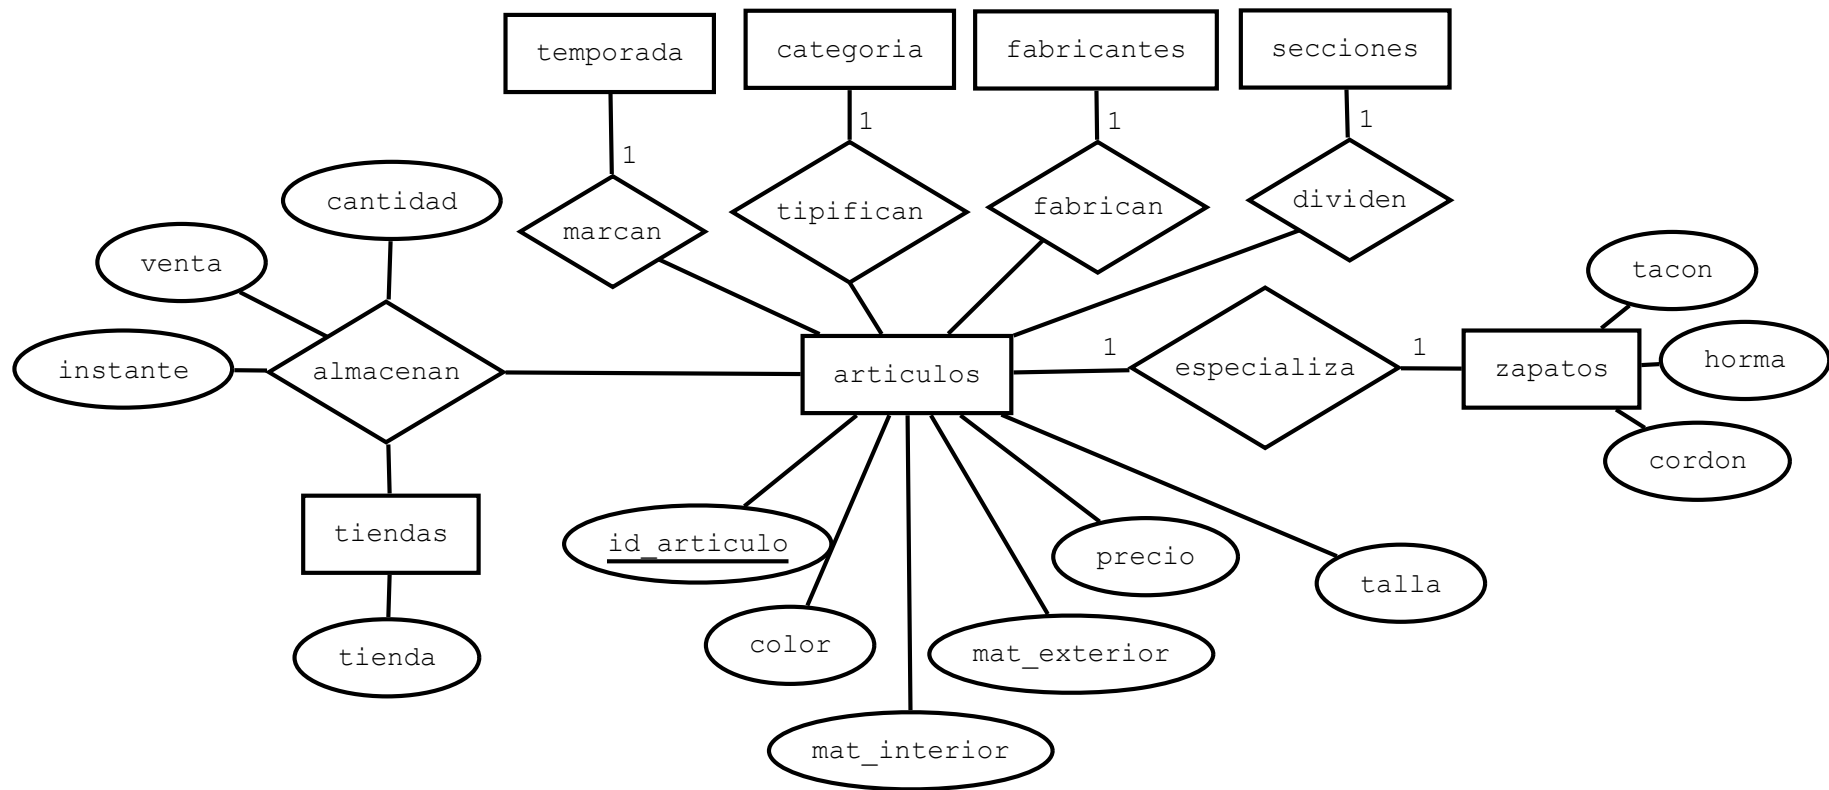 temporada
categoria
fabricantes
secciones
1
1
1
1
cantidad
marcan
tipifican
fabrican
dividen
venta
tacon
instante
almacenan
articulos
1
especializa
1
zapatos
horma
cordon
tiendas
id_articulo
precio
talla
tienda
color
mat_exterior
mat_interior